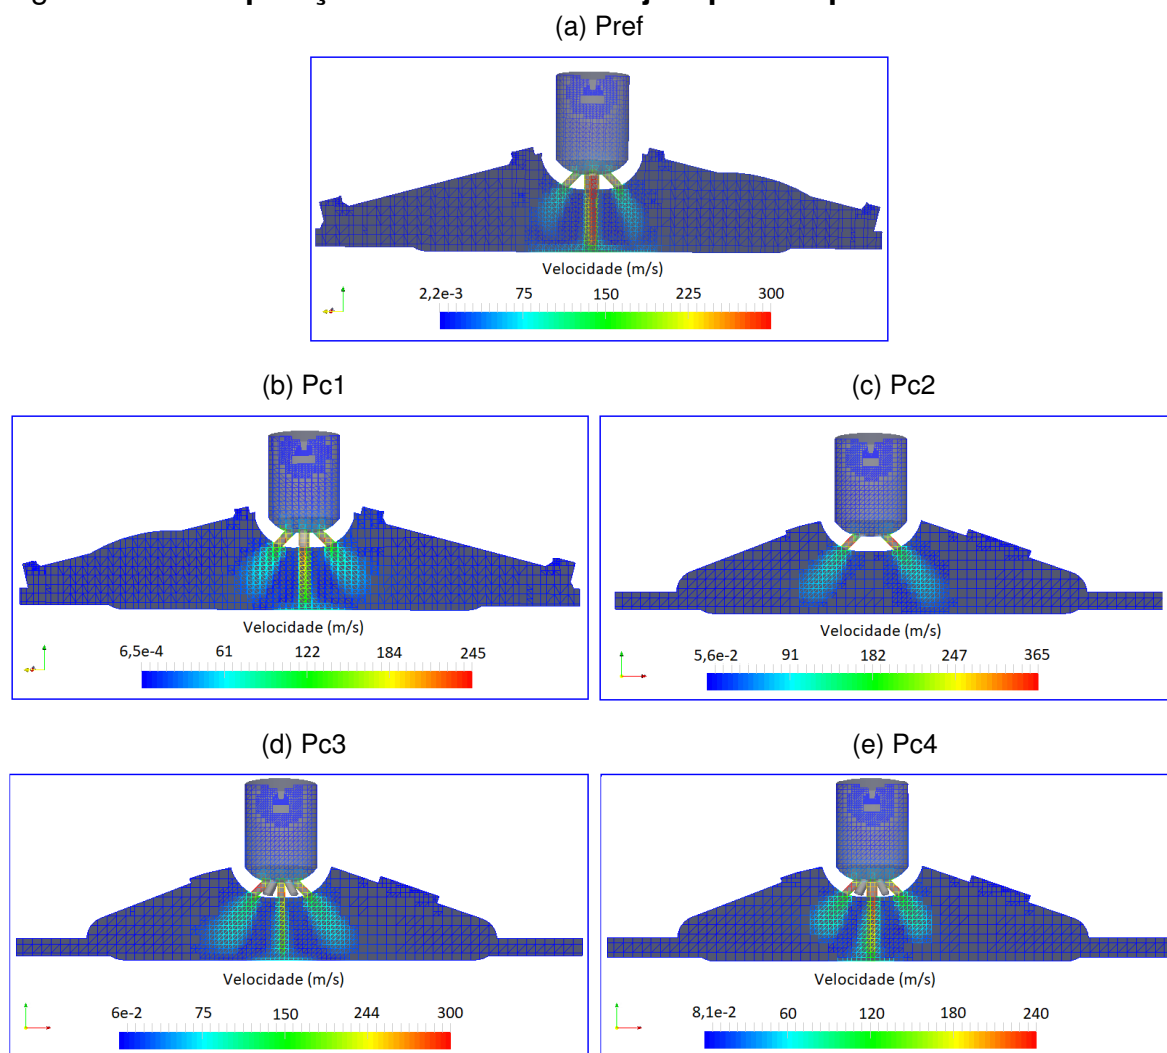 (a) Pref
Velocidade (m/s)
2,2e-3 75 150 225 300
(b) Pc1
(c) Pc2
Velocidade (m/s)
6,5e-4 61 122 184 245
Velocidade (m/s)
5,6e-2 91 182 247 365
(d) Pc3
(e) Pc4
Velocidade (m/s)
6e-2 75 150 244 300
Velocidade (m/s)
8,1e-2 60 120 180 240